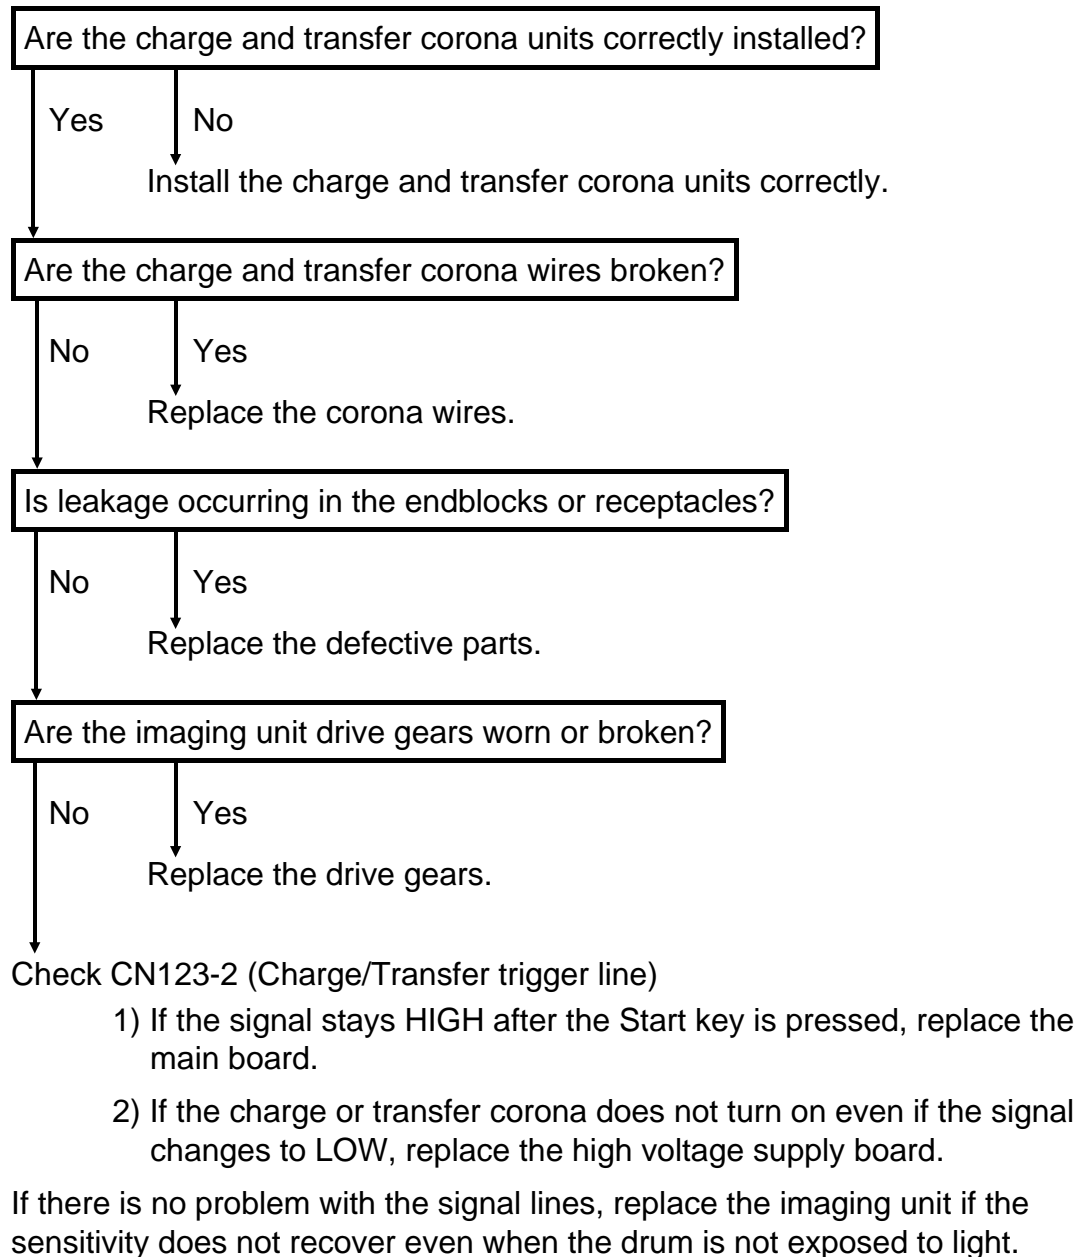 Are the charge and transfer corona units correctly installed?
Yes No
Install the charge and transfer corona units correctly.
Are the charge and transfer corona wires broken?
No Yes
Replace the corona wires.
Is leakage occurring in the endblocks or receptacles?
No Yes
Replace the defective parts.
Are the imaging unit drive gears worn or broken?
No Yes
Replace the drive gears.
Check CN123-2 (Charge/Transfer trigger line)
1) If the signal stays HIGH after the Start key is pressed, replace the
main board.
2) If the charge or transfer corona does not turn on even if the signal
changes to LOW, replace the high voltage supply board.
If there is no problem with the signal lines, replace the imaging unit if the
sensitivity does not recover even when the drum is not exposed to light.